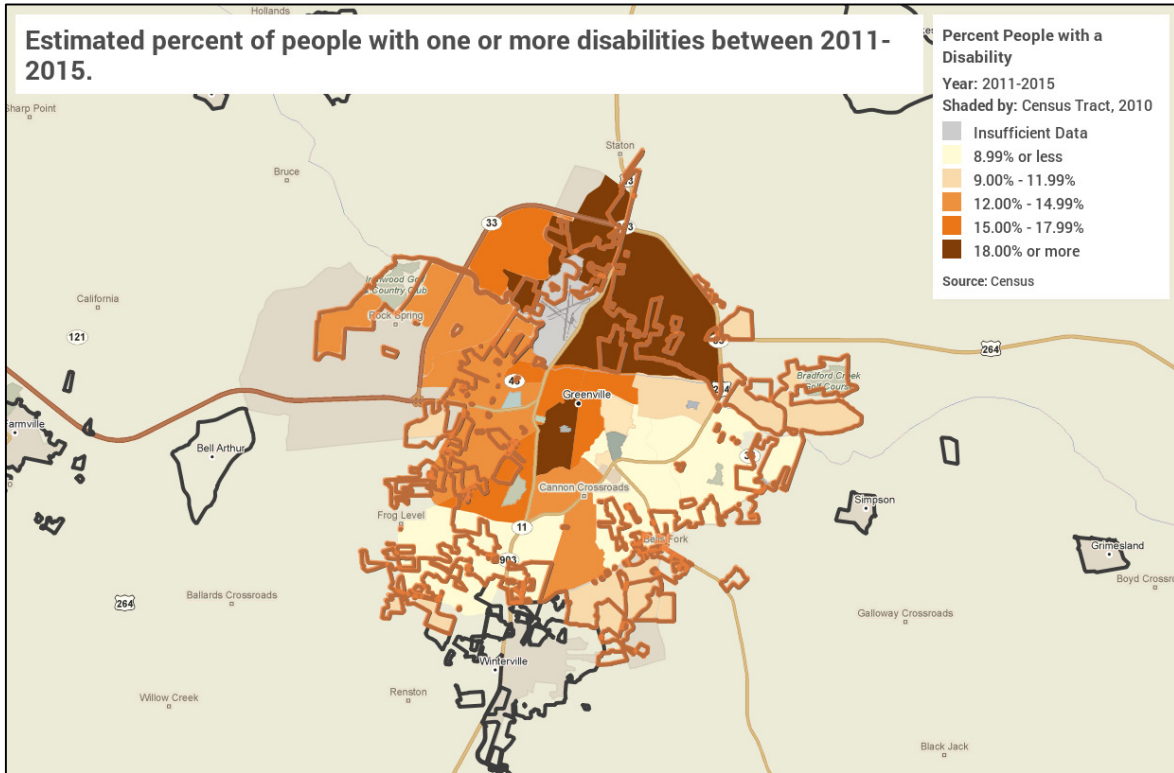 Hollands
Estimated percent of people with one or more disabilities between 2011-
2015.
Percent People with a
Disability
Year: 2011-2015
Shaded by: Census Tract, 2010
Insufficient Data
8.99% or less
9.00% - 11.99%
12.00% - 14.99%
15.00% - 17.99%
18.00% or more
Source: Census
Sharp Point
Staton
Bruce
33
California
Rock Spring
121
264
Bradford Creek
Greenville
Bell Arthur
Cannon Crossroads
Simpson
Frog Level
11
903
Bells Fork
Grimesland
Boyd Cross
264
Ballards Crossroads
Galloway Crossroads
Winterville
Renston
Willow Creek
Black Jack